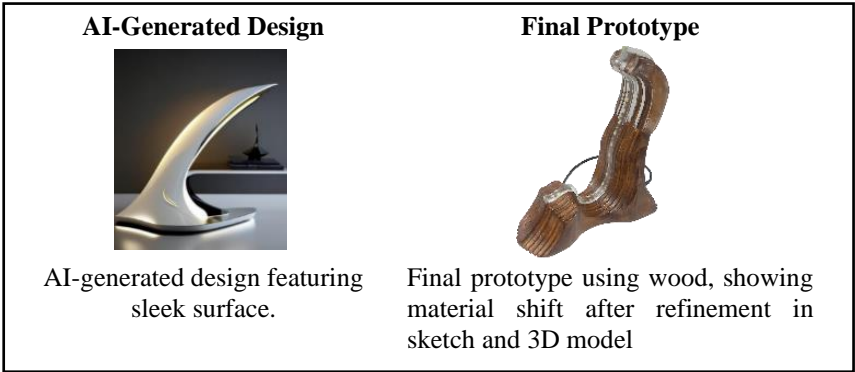 AI-Generated Design
Final Prototype
AI-generated design featuring
sleek surface.
Final prototype using wood, showing
material shift after refinement in
sketch and 3D model